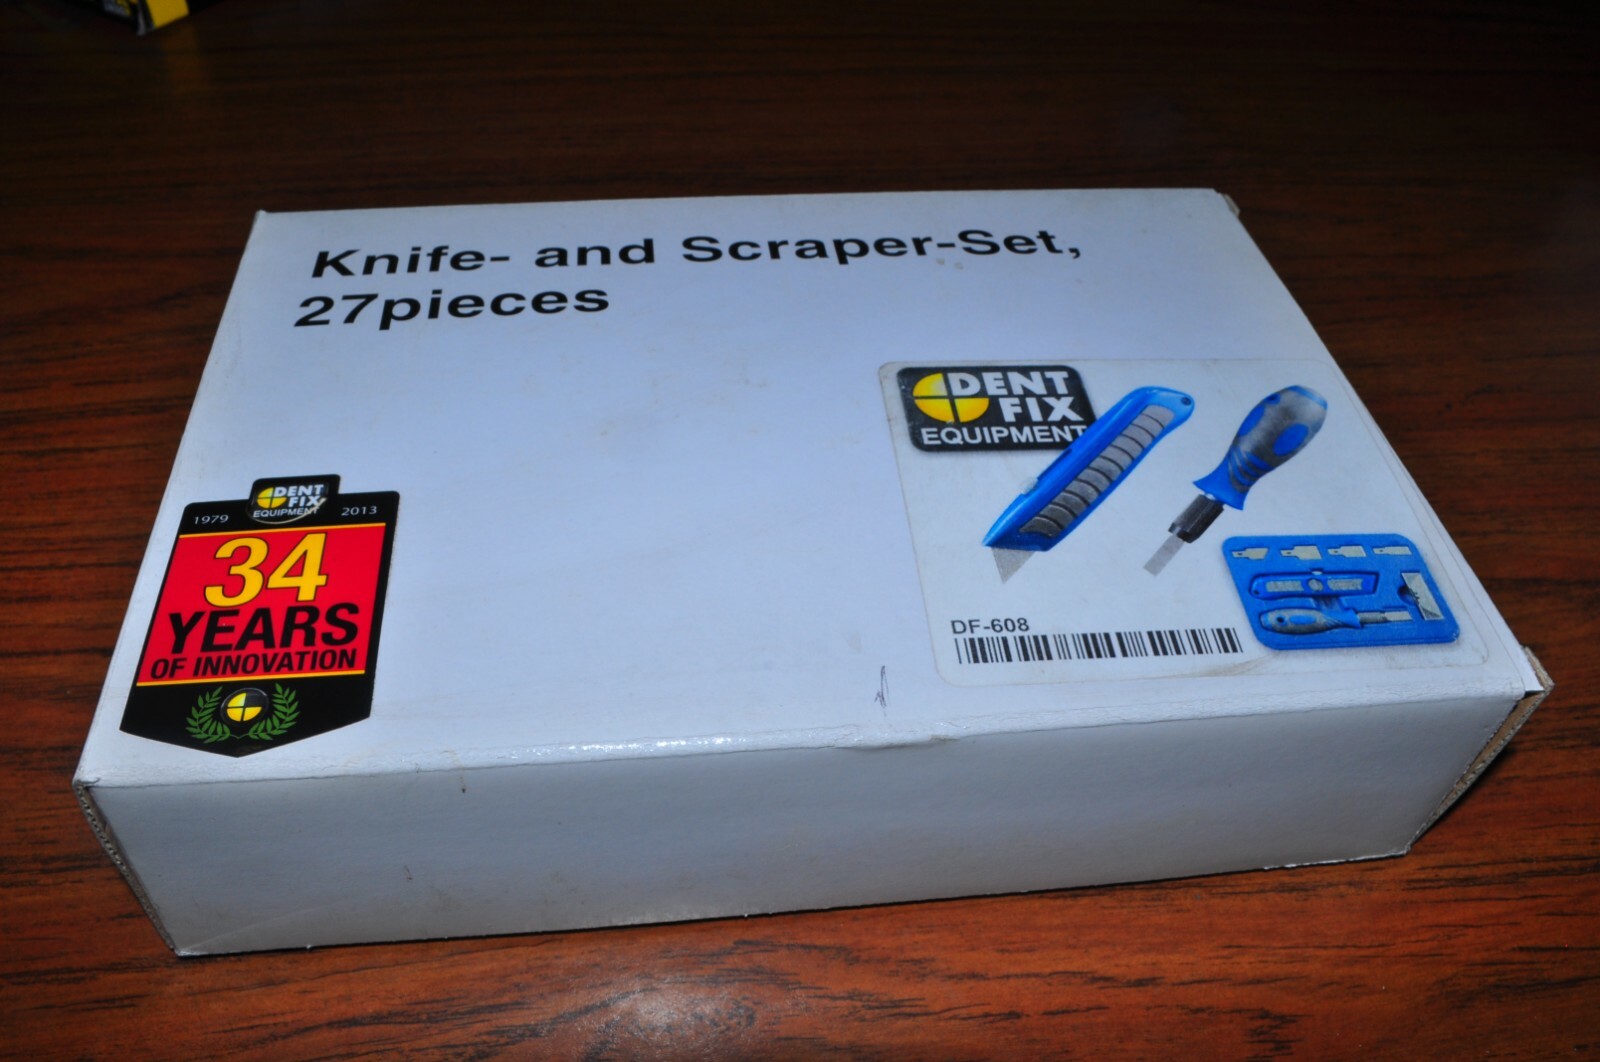 Knife- and Scraper-Set,
27pieces
DENT
FIX
EQUIPMENT
DF-608
DENT
FIX
EQUIPMENT
1979 2013
34
YEARS
OF INNOVATION